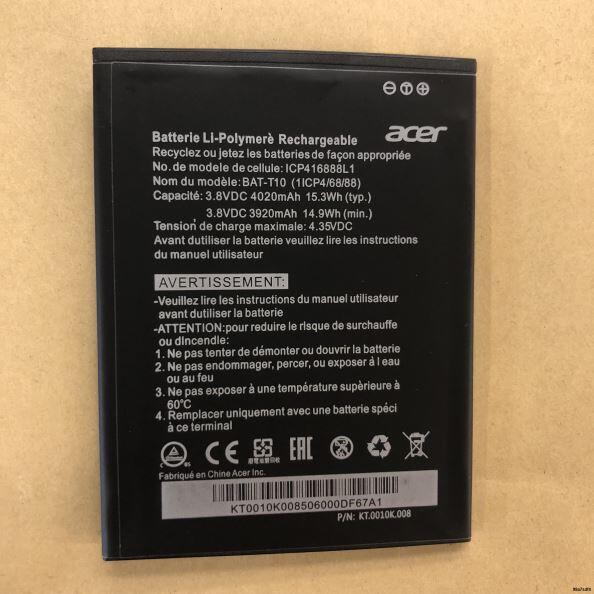 ⊖ Ⓣ ⊕
acer
Batterie Li-Polymerè Rechargeable
Recyclez ou jetez les batteries de façon appropriée
No. de modele de cellule: ICP416888L1
Nom du modèle: BAT-T10 (1ICP4/68/88)
Capacité: 3.8VDC 4020mAh 15.3Wh (typ.)
3.8VDC 3920mAh 14.9Wh (min.)
Tension de charge maximale: 4.35VDC
Avant dutiliser la batterie veuillez lire les instructions
du manuel utilisateur
AVERTISSEMENT:
-Veuillez lire les instructions du manuel utilisateur
avant dutiliser la batterie
-ATTENTION:pour reduire le rlsque de surchauffe
ou dlncendie:
1. Ne pas tenter de démonter ou douvrir la batterie
2. Ne pas endommager, percer, ou exposer à l eau
ou au feu
3. Ne pas exposer à une température supérieure à
60°C
4. Remplacer uniquement avec une batterie spéci
à ce terminal
CE EAC
Fabriqué en Chine Acer Inc.
KT0010K008506000DF67A1
P/N: KT.0010K.008